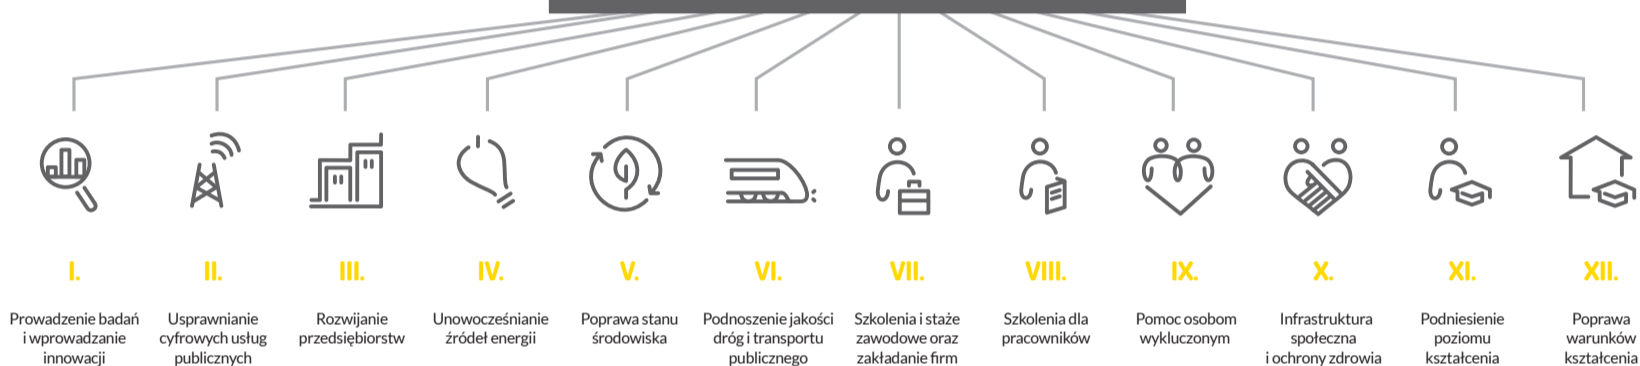 I.
Prowadzenie badań
i wprowadzanie
innowacji
II.
Usprawnianie
cyfrowych usług
publicznych
III.
Rozwijanie
przedsiębiorstw
IV.
Unowocześnianie
źródeł energii
V.
Poprawa stanu
środowiska
VI.
Podnoszenie jakości
dróg i transportu
publicznego
VII.
Szkolenia i staże
zawodowe oraz
zakładanie firm
VIII.
Szkolenia dla
pracowników
IX.
Pomoc osobom
wykluczonym
X.
Infrastruktura
społeczna
i ochrony zdrowia
XI.
Podniesienie
poziomu
kształcenia
XII.
Poprawa
warunków
kształcenia